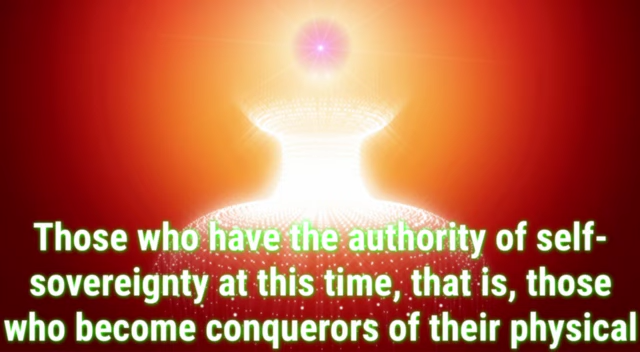 Those who have the authority of self-
sovereignty at this time, that is, those
who become conquerors of their physical